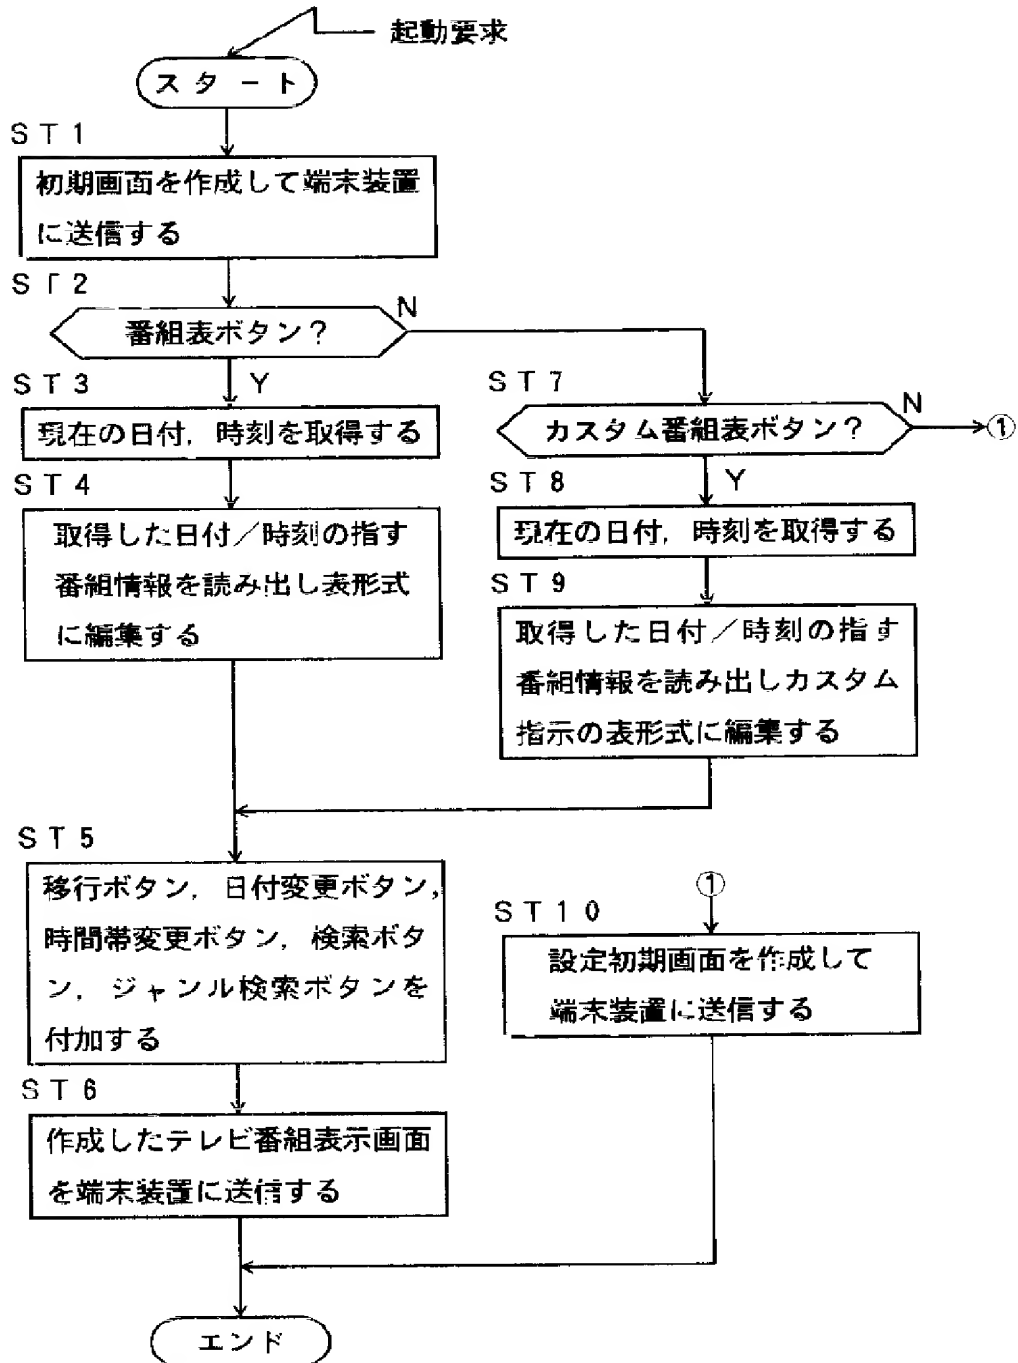 起動要求
スタート
ST1
初期画面を作成して端末装置
に送信する
ST2
番組表ボタン？
N
Y
ST3
現在の日付，時刻を取得する
ST4
取得した日付／時刻の指す
番組情報を読み出し表形式
に編集する
ST7
カスタム番組表ボタン？
N
①
Y
ST8
現在の日付，時刻を取得する
ST9
取得した日付／時刻の指す
番組情報を読み出しカスタム
指示の表形式に編集する
ST5
移行ボタン，日付変更ボタン，
時間帯変更ボタン，検索ボタ
ン，ジャンル検索ボタンを
付加する
ST6
作成したテレビ番組表示画面
を端末装置に送信する
①
ST10
設定初期画面を作成して
端末装置に送信する
エンド